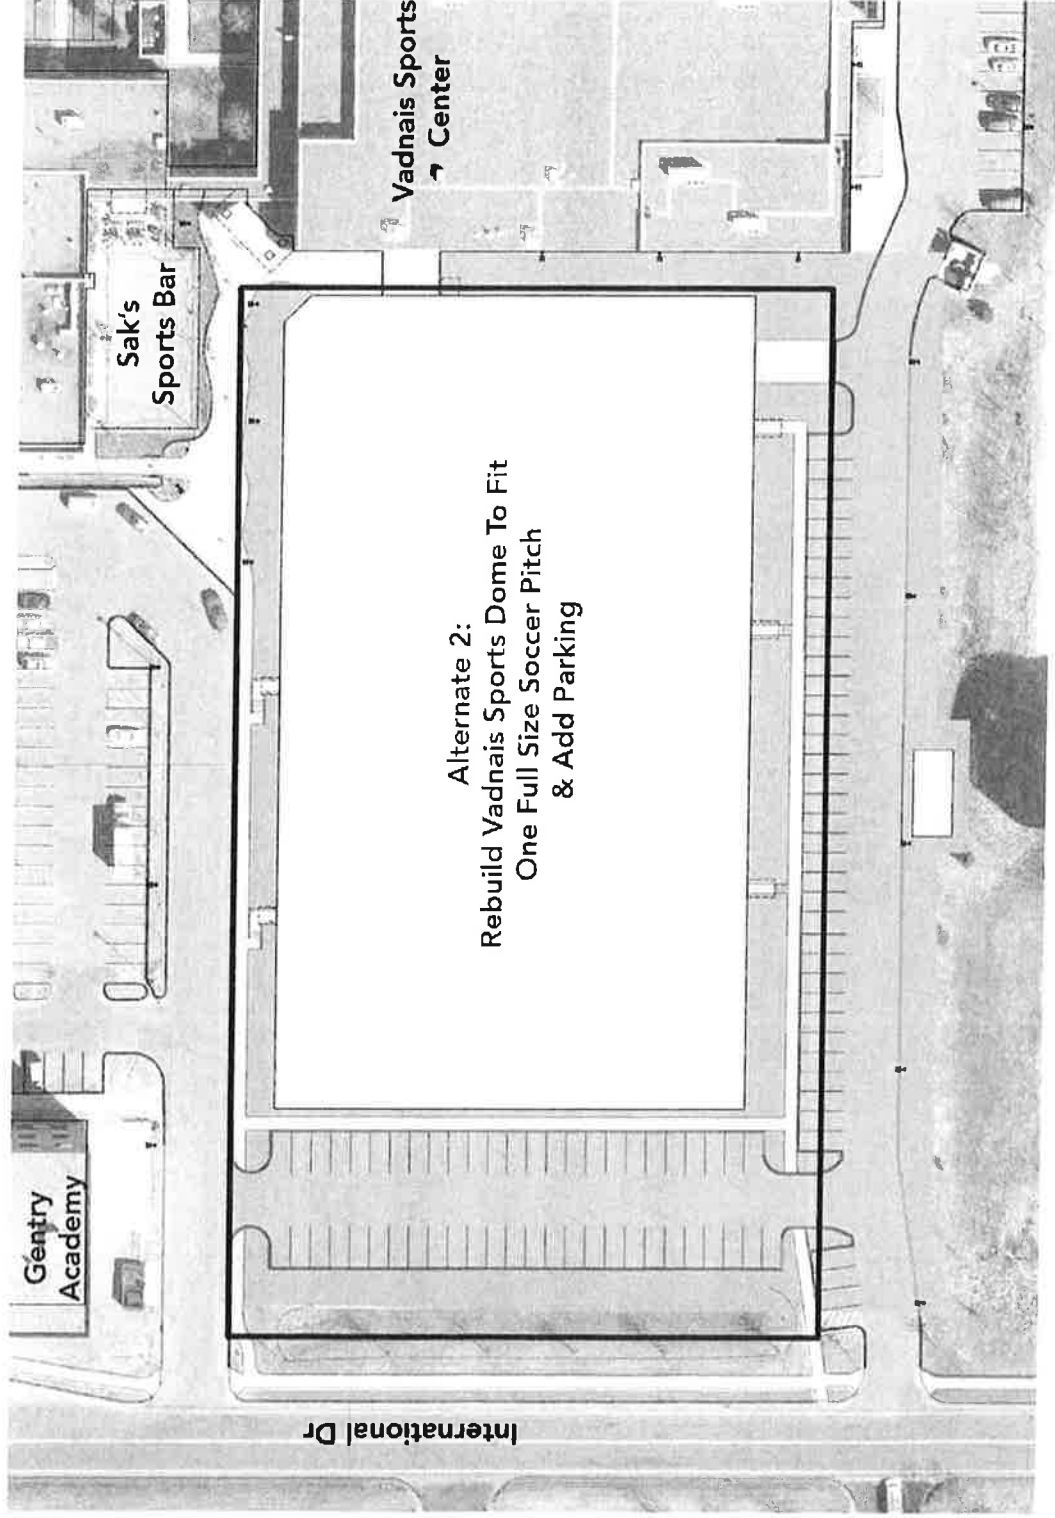 Vadnais Sports
Center
Sak's
Sports Bar
Alternate 2:
Rebuild Vadnais Sports Dome To Fit
One Full Size Soccer Pitch
& Add Parking
Gentry
Academy
International Dr